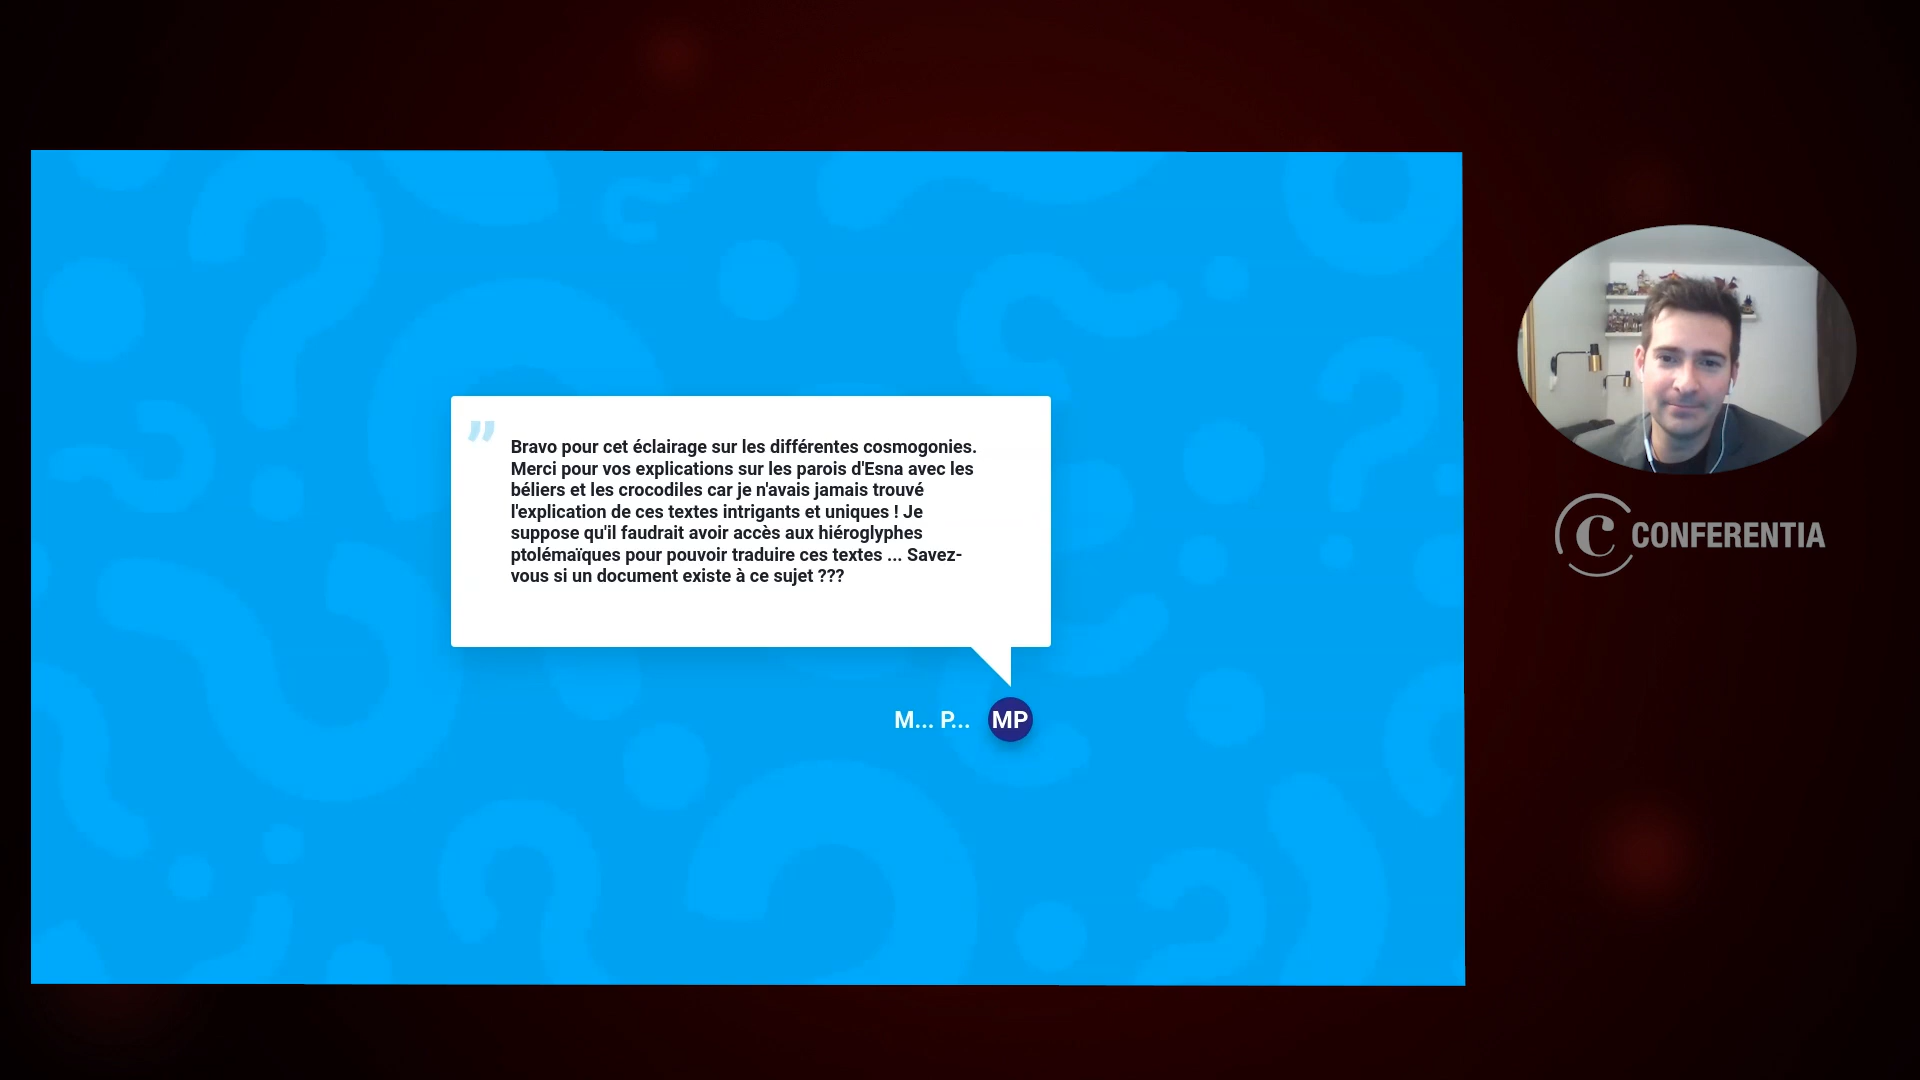 ”
Bravo pour cet éclairage sur les différentes cosmogonies.
Merci pour vos explications sur les parois d'Esna avec les
béliers et les crocodiles car je n'avais jamais trouvé
l'explication de ces textes intrigants et uniques ! Je
suppose qu'il faudrait avoir accès aux hiéroglyphes
ptolémaïques pour pouvoir traduire ces textes ... Savez-
vous si un document existe à ce sujet ???
M... P... MP
C CONFERENTIA